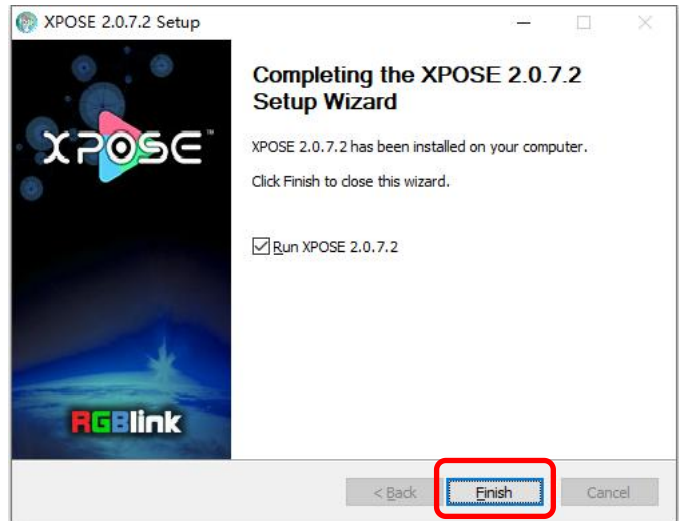 XPOSE 2.0.7.2 Setup
XPOSE™
RGBlink
Completing the XPOSE 2.0.7.2
Setup Wizard
XPOSE 2.0.7.2 has been installed on your computer.
Click Finish to close this wizard.
Run XPOSE 2.0.7.2
< Back
Finish
Cancel